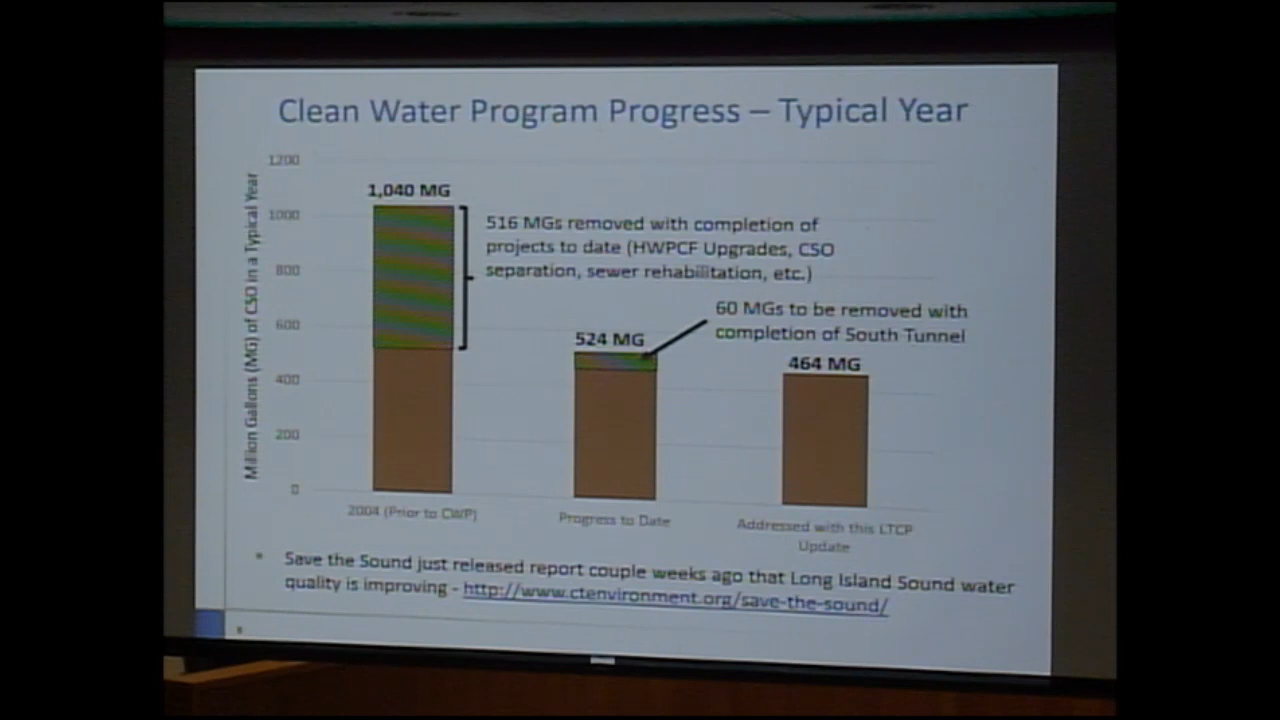 Clean Water Program Progress – Typical Year
Million Gallons (MG) of CSO in a Typical Year
1200
1000
800
600
400
200
0
1,040 MG
516 MGs removed with completion of
projects to date (HWPCF Upgrades, CSO
separation, sewer rehabilitation, etc.)
60 MGs to be removed with
completion of South Tunnel
524 MG
464 MG
2004 (Prior to CWP)
Progress to Date
Addressed with this LTCP
Update
Save the Sound just released report couple weeks ago that Long Island Sound water
quality is improving - http://www.ctenvironment.org/save-the-sound/